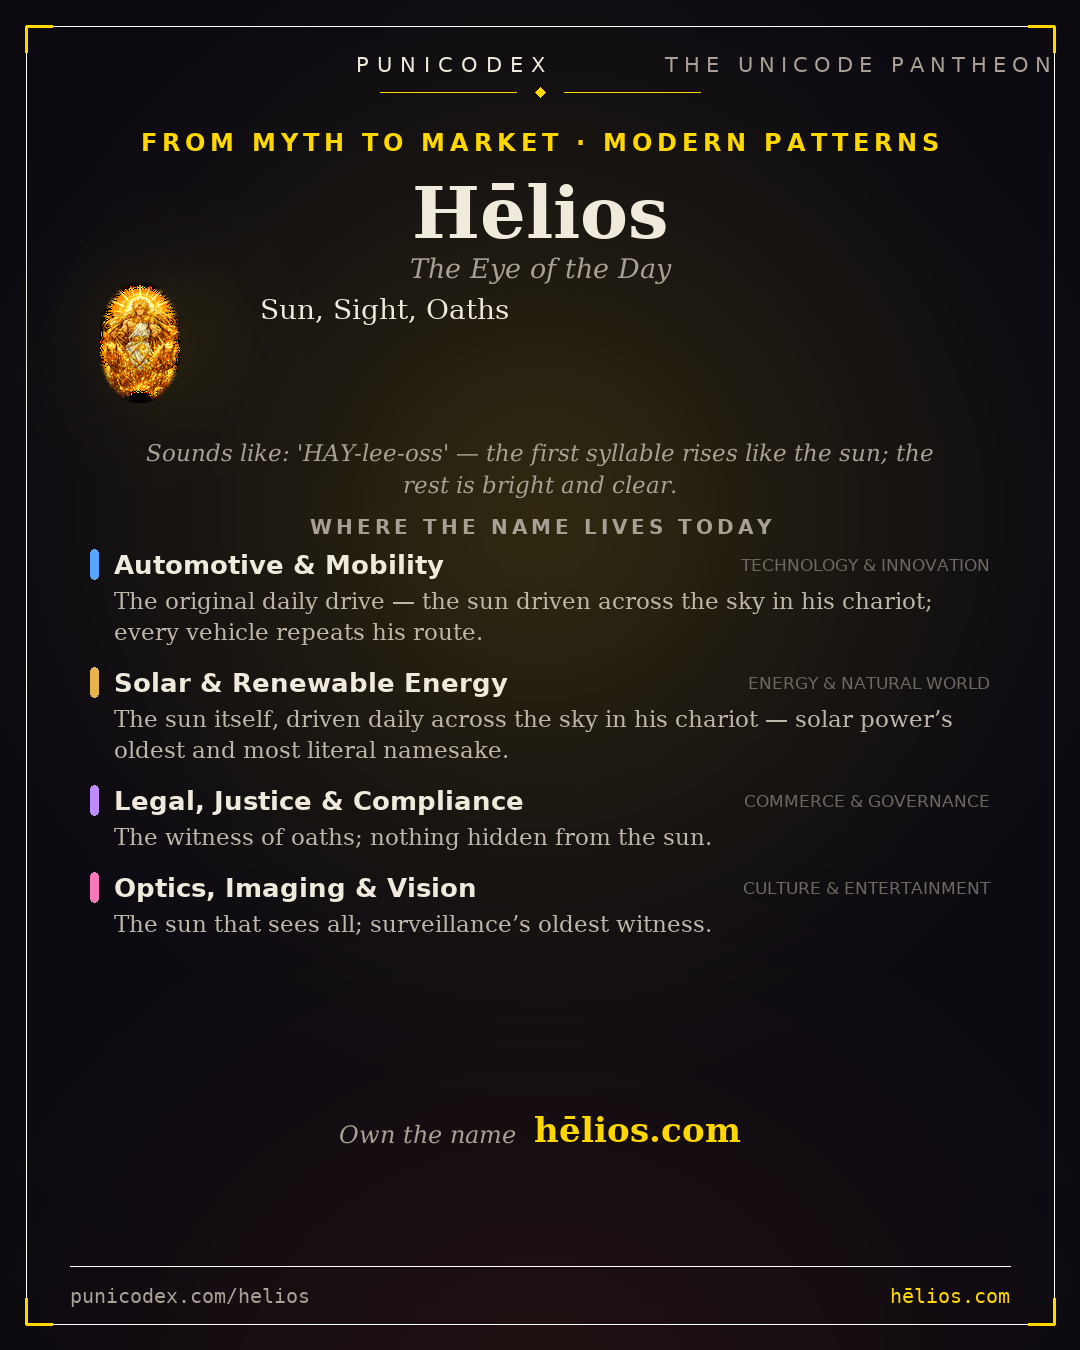 PUNICODEX
THE UNICODE PANTHEON
FROM MYTH TO MARKET · MODERN PATTERNS
Hēlios
The Eye of the Day
Sun, Sight, Oaths
Sounds like: 'HAY-lee-oss' — the first syllable rises like the sun; the
rest is bright and clear.
WHERE THE NAME LIVES TODAY
Automotive & Mobility
TECHNOLOGY & INNOVATION
The original daily drive — the sun driven across the sky in his chariot;
every vehicle repeats his route.
Solar & Renewable Energy
ENERGY & NATURAL WORLD
The sun itself, driven daily across the sky in his chariot — solar power’s
oldest and most literal namesake.
Legal, Justice & Compliance
COMMERCE & GOVERNANCE
The witness of oaths; nothing hidden from the sun.
Optics, Imaging & Vision
CULTURE & ENTERTAINMENT
The sun that sees all; surveillance’s oldest witness.
Own the name hēlios.com
punicodex.com/helios
hēlios.com